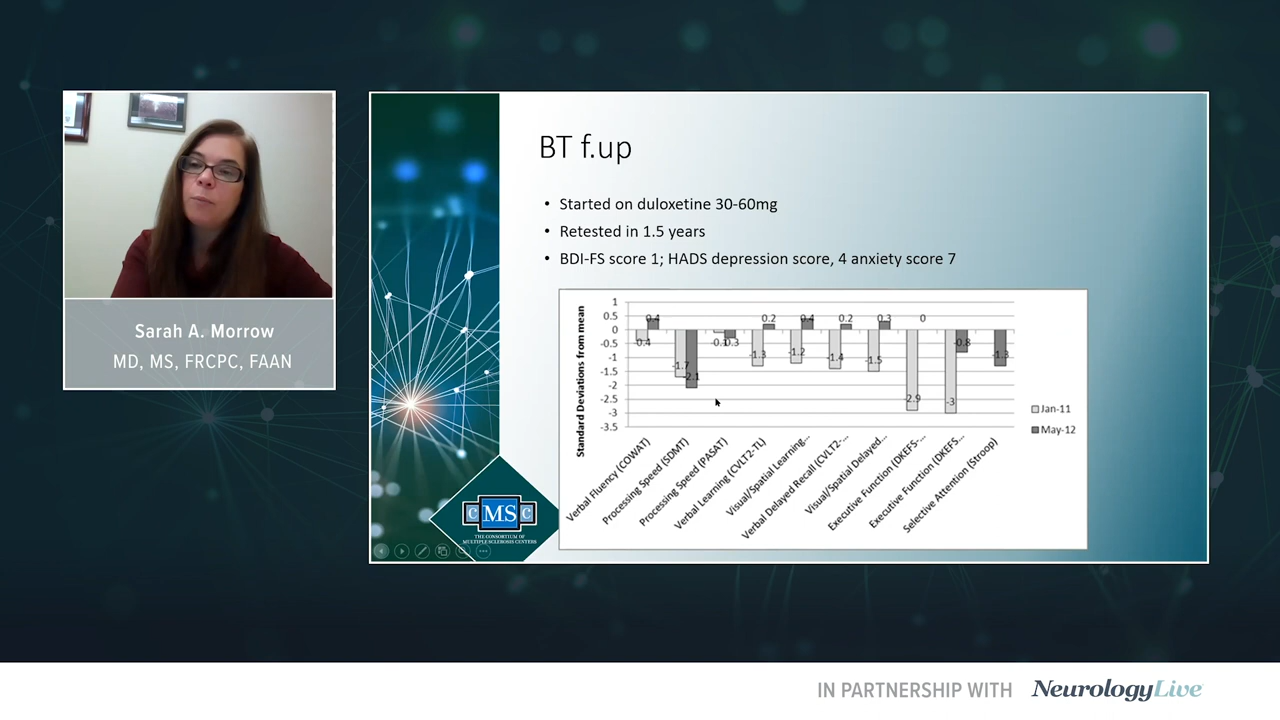 Sarah A. Morrow
MD, MS, FRCPC, FAAN
BT f.up
• Started on duloxetine 30-60mg
• Retested in 1.5 years
• BDI-FS score 1; HADS depression score, 4 anxiety score 7
Standard Deviations from mean
1
0.5
0
-0.5
-1
-1.5
-2
-2.5
-3
-3.5
-0.4
0.4
-1.7
-2.1
-0.1
-0.3
-1.3
0.2
-1.2
0.4
-1.4
0.2
-1.5
0.3
-2.9
0
-3
-0.8
-1.3
Verbal Fluency (COWAT)
Processing Speed (SDMT)
Processing Speed (PASAT)
Verbal Learning (CVLT2-TL)
Visual/Spatial Learning...
Verbal Delayed Recall (CVLT2-...
Visual/Spatial Delayed...
Executive Function (DKEFS-...
Executive Function (DKEFS...
Selective Attention (Stroop)
Jan-11
May-12
CMSC
THE CONSORTIUM OF
MULTIPLE SCLEROSIS CENTERS
IN PARTNERSHIP WITH NeurologyLive